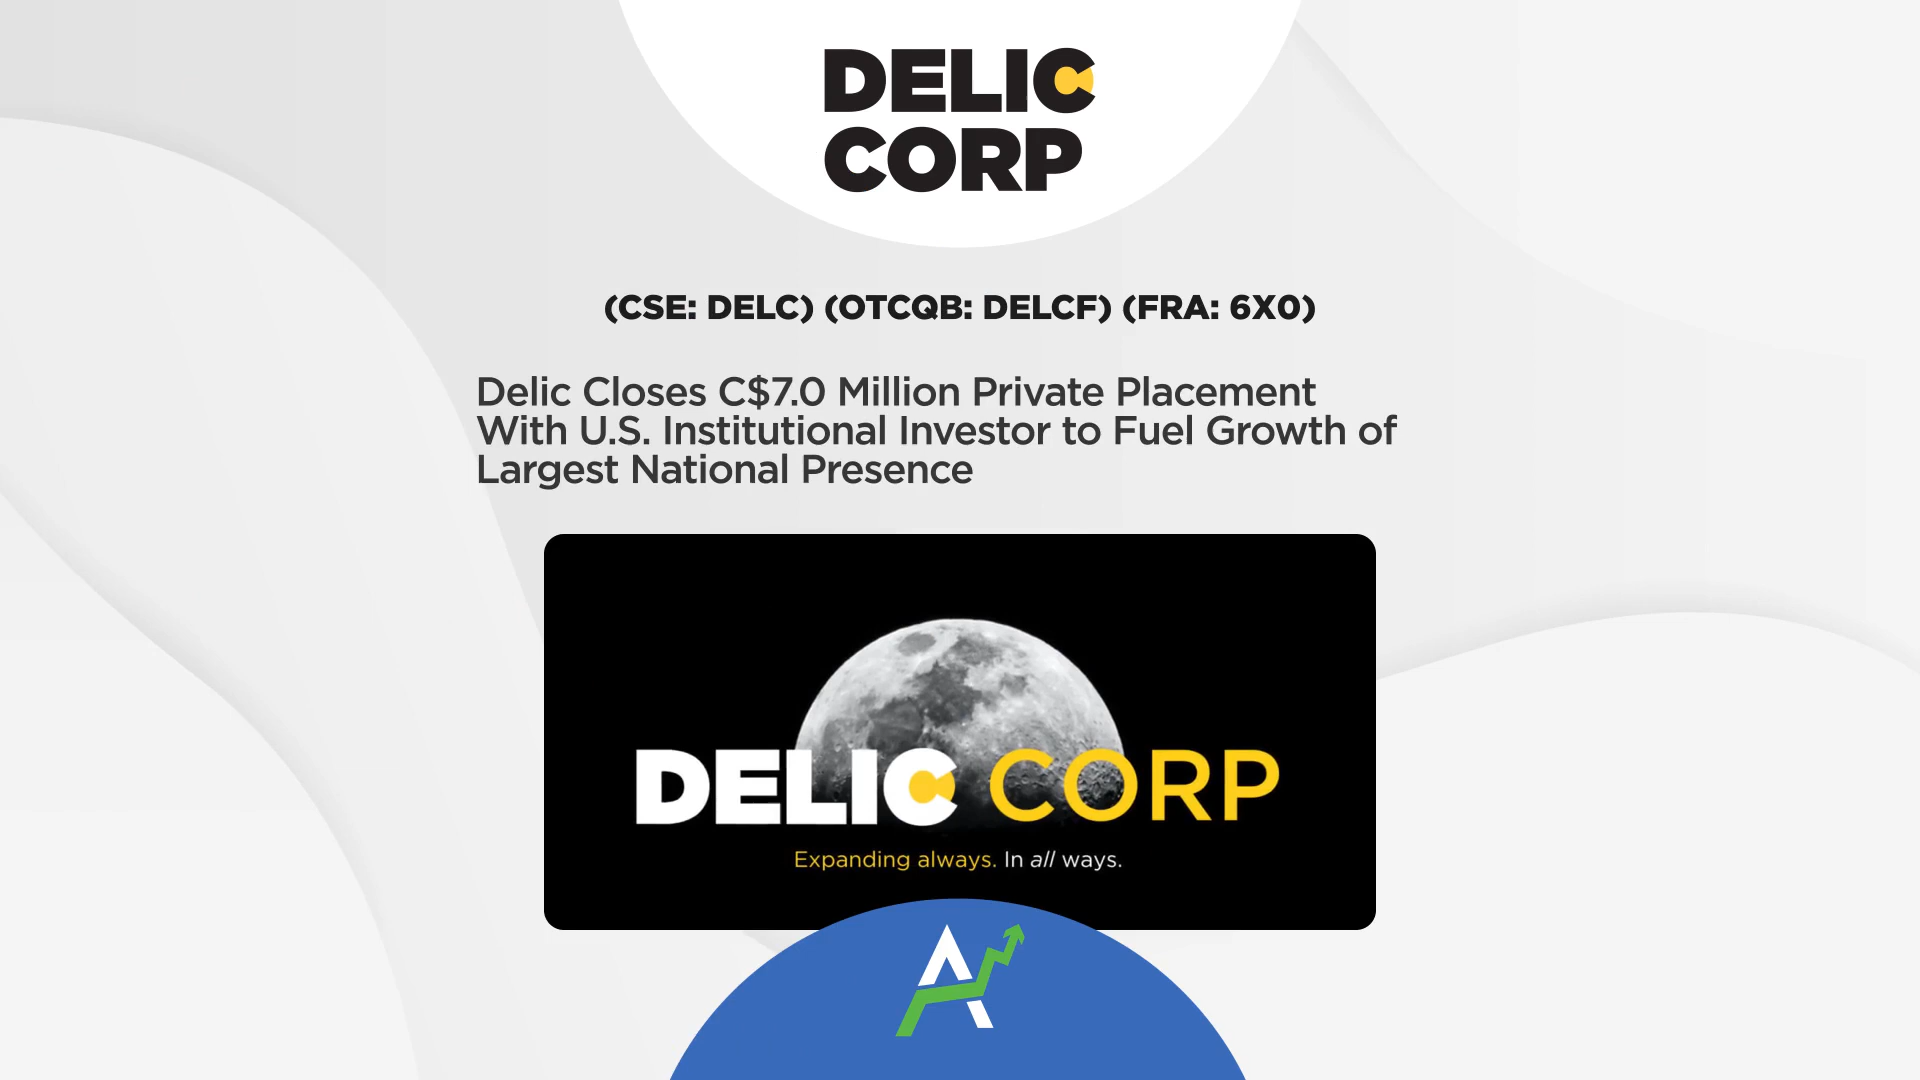 DELIC
CORP
(CSE: DELC) (OTCQB: DELCF) (FRA: 6X0)
Delic Closes C$7.0 Million Private Placement
With U.S. Institutional Investor to Fuel Growth of
Largest National Presence
DELIC CORP
Expanding always. In all ways.